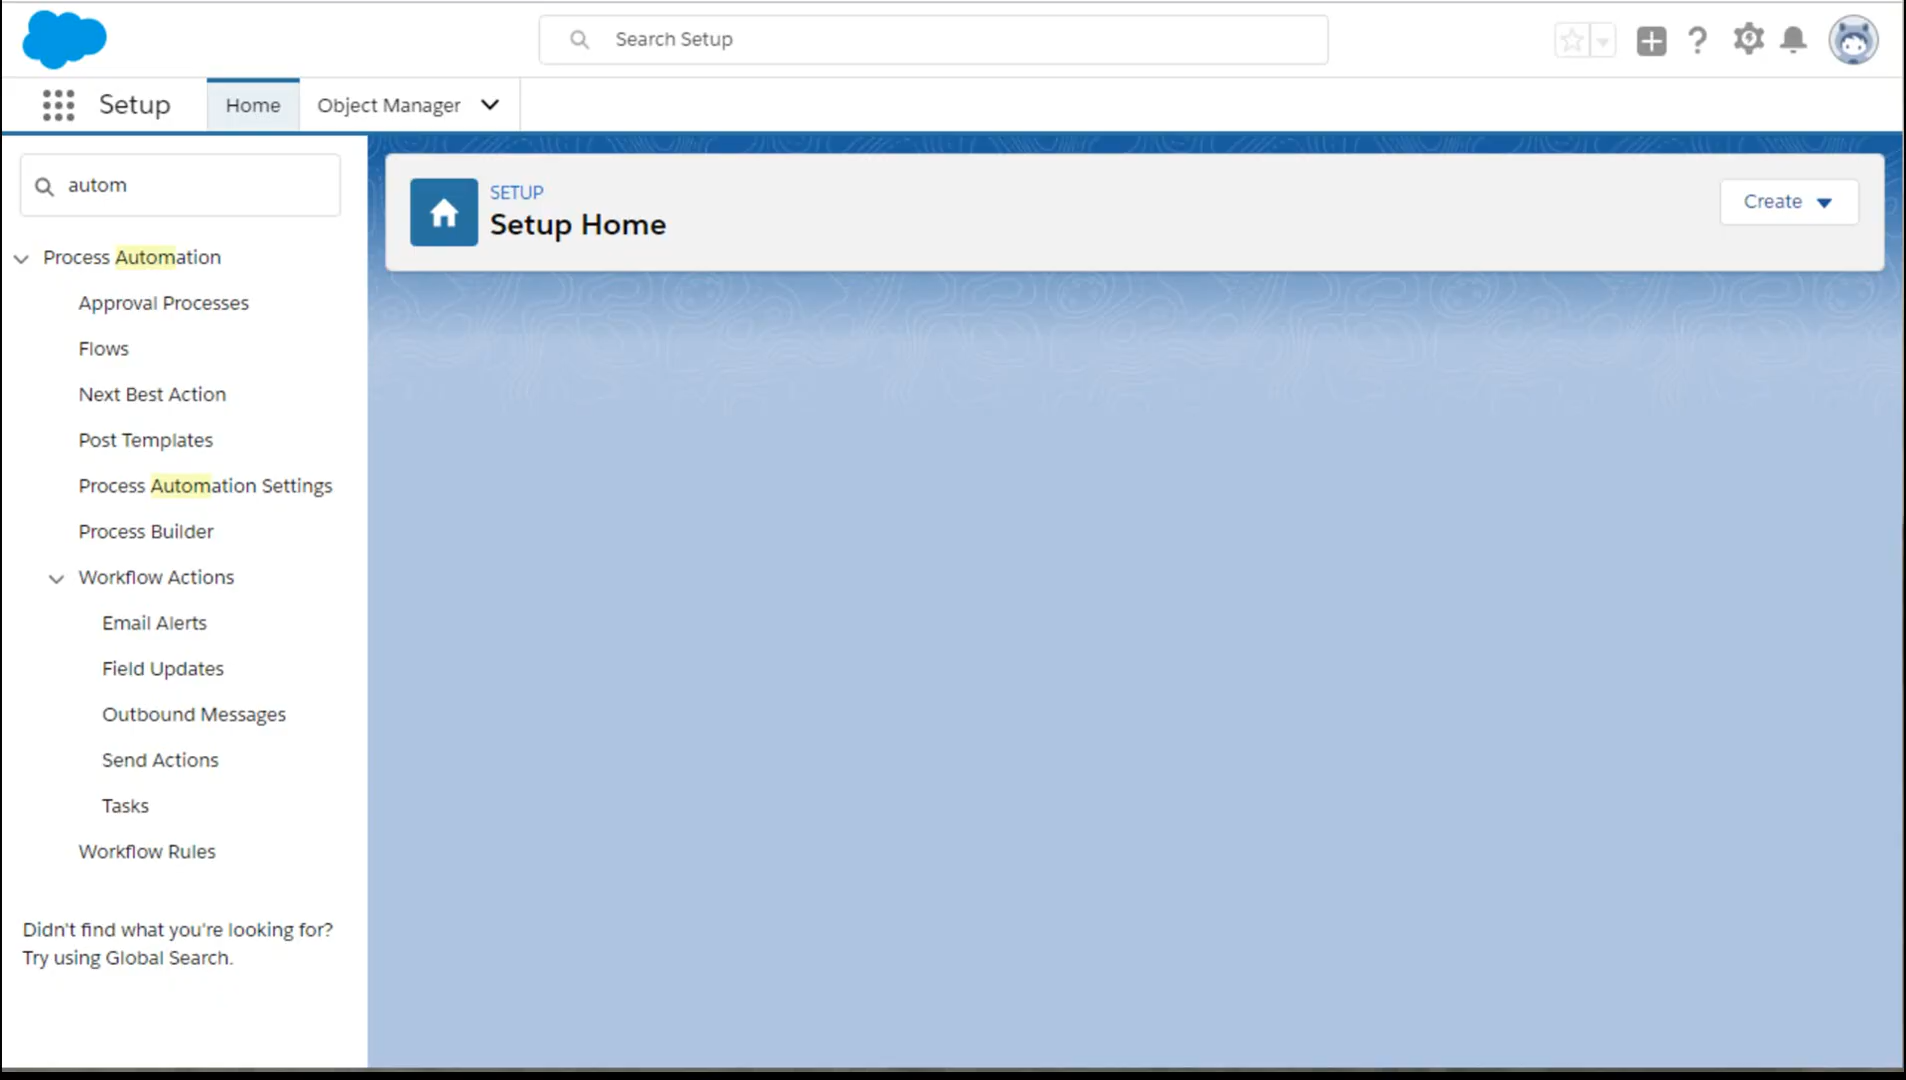 Search Setup
Setup
Home
Object Manager
autom
Process Automation
Approval Processes
Flows
Next Best Action
Post Templates
Process Automation Settings
Process Builder
Workflow Actions
Email Alerts
Field Updates
Outbound Messages
Send Actions
Tasks
Workflow Rules
Didn't find what you're looking for?
Try using Global Search.
SETUP
Setup Home
Create